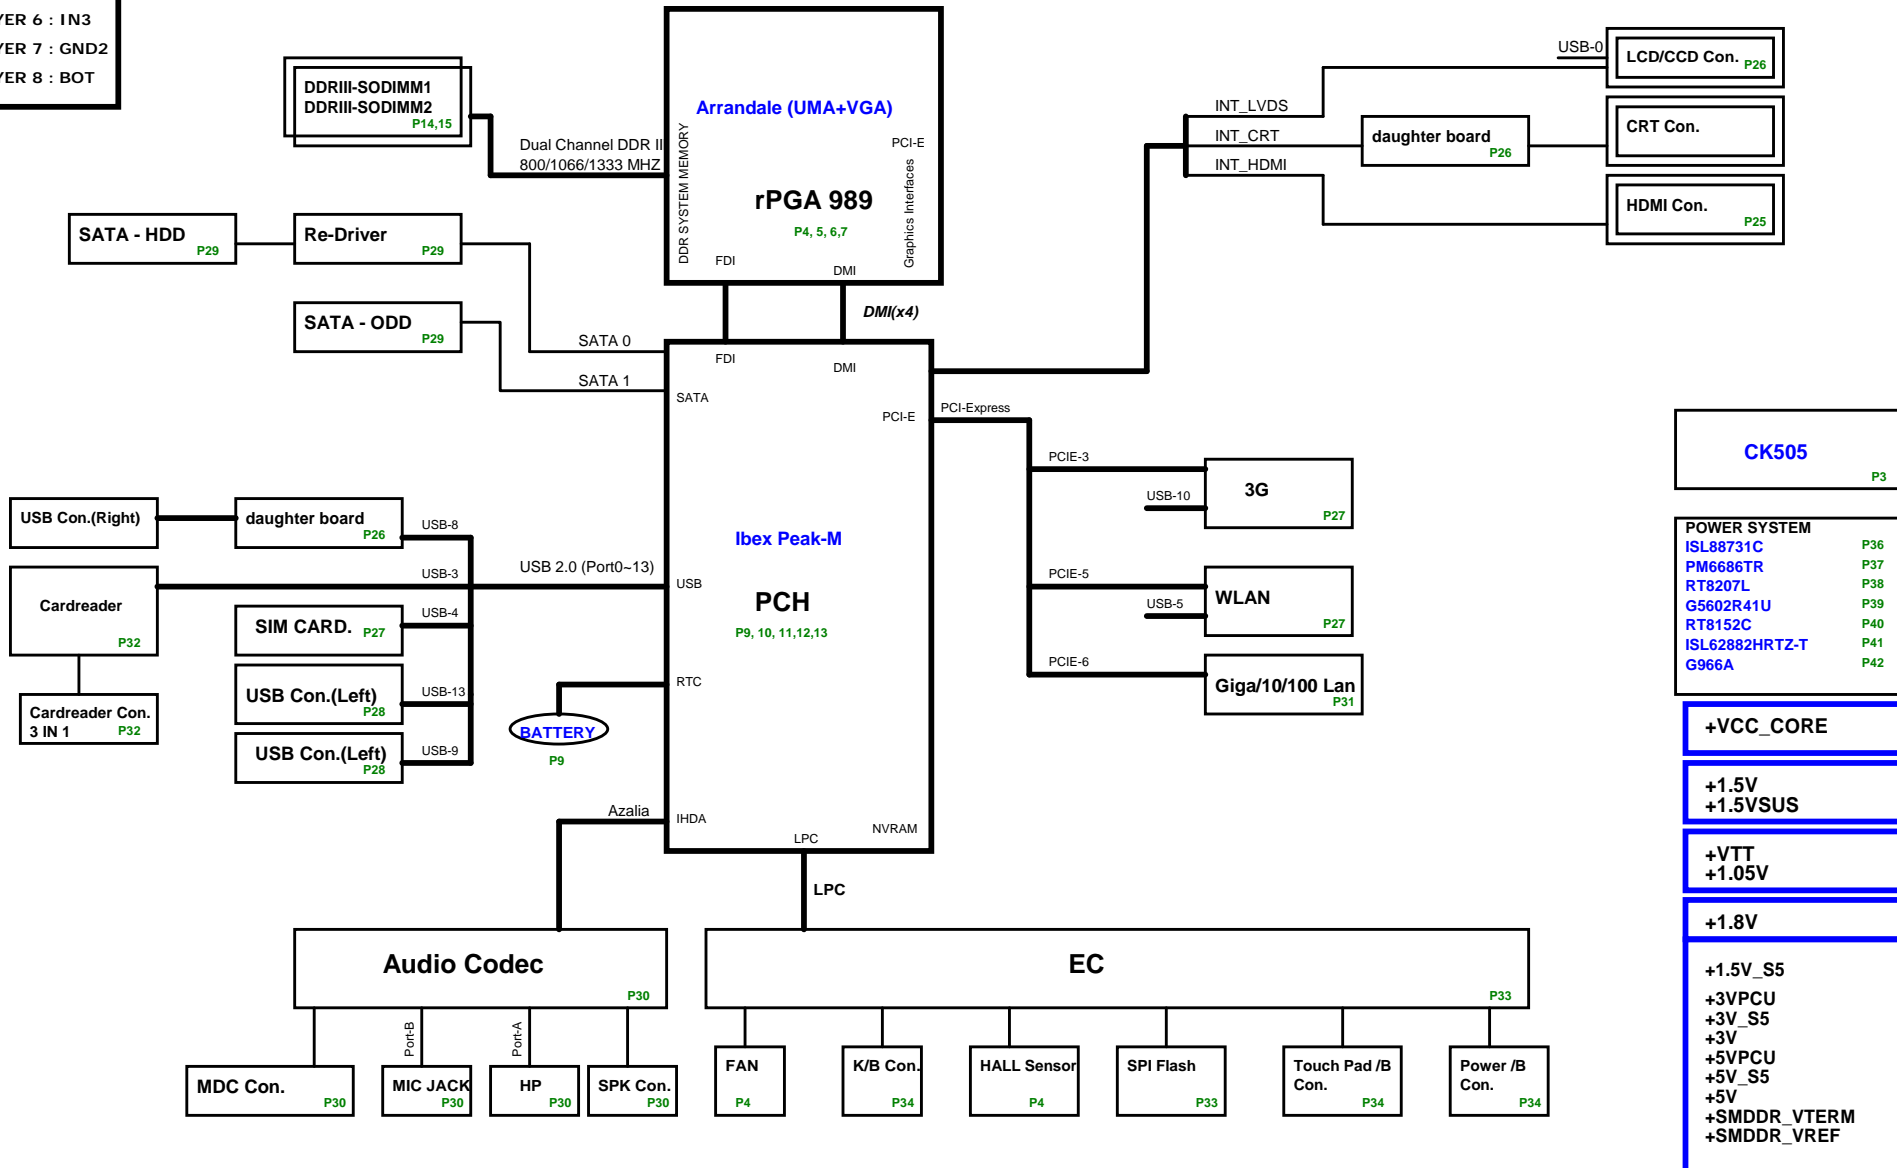 YER 6 : IN3
YER 7 : GND2
YER 8 : BOT
DDRIII-SODIMM1
DDRIII-SODIMM2
P14,15
Dual Channel DDR II
800/1066/1333 MHZ
Arrandale (UMA+VGA)
DDR SYSTEM MEMORY
PCI-E
Graphics Interfaces
rPGA 989
P4, 5, 6,7
FDI
DMI
DMI(x4)
USB-0
LCD/CCD Con.
P26
INT_LVDS
INT_CRT
INT_HDMI
daughter board
P26
CRT Con.
HDMI Con.
P25
SATA - HDD
P29
Re-Driver
P29
SATA - ODD
P29
SATA 0
SATA 1
FDI
DMI
SATA
PCI-E
PCI-Express
PCIE-3
USB-10
3G
P27
PCIE-5
USB-5
WLAN
P27
PCIE-6
Giga/10/100 Lan
P31
CK505
P3
USB Con.(Right)
daughter board
P26
USB-8
USB-3
USB 2.0 (Port0~13)
USB
Cardreader
P32
SIM CARD.
P27
USB-4
USB Con.(Left)
P28
USB-13
Cardreader Con.
3 IN 1
P32
USB Con.(Left)
P28
USB-9
Ibex Peak-M
PCH
P9, 10, 11,12,13
RTC
BATTERY
P9
Azalia
IHDA
LPC
NVRAM
LPC
POWER SYSTEM
ISL88731C P36
PM6686TR P37
RT8207L P38
G5602R41U P39
RT8152C P40
ISL62882HRTZ-T P41
G966A P42
+VCC_CORE
+1.5V
+1.5VSUS
+VTT
+1.05V
+1.8V
+1.5V_S5
+3VPCU
+3V_S5
+3V
+5VPCU
+5V_S5
+5V
+SMDDR_VTERM
+SMDDR_VREF
Audio Codec
P30
EC
P33
Port-B
Port-A
MDC Con.
P30
MIC JACK
P30
HP
P30
SPK Con.
P30
FAN
P4
K/B Con.
P34
HALL Sensor
P4
SPI Flash
P33
Touch Pad /B
Con.
P34
Power /B
Con.
P34